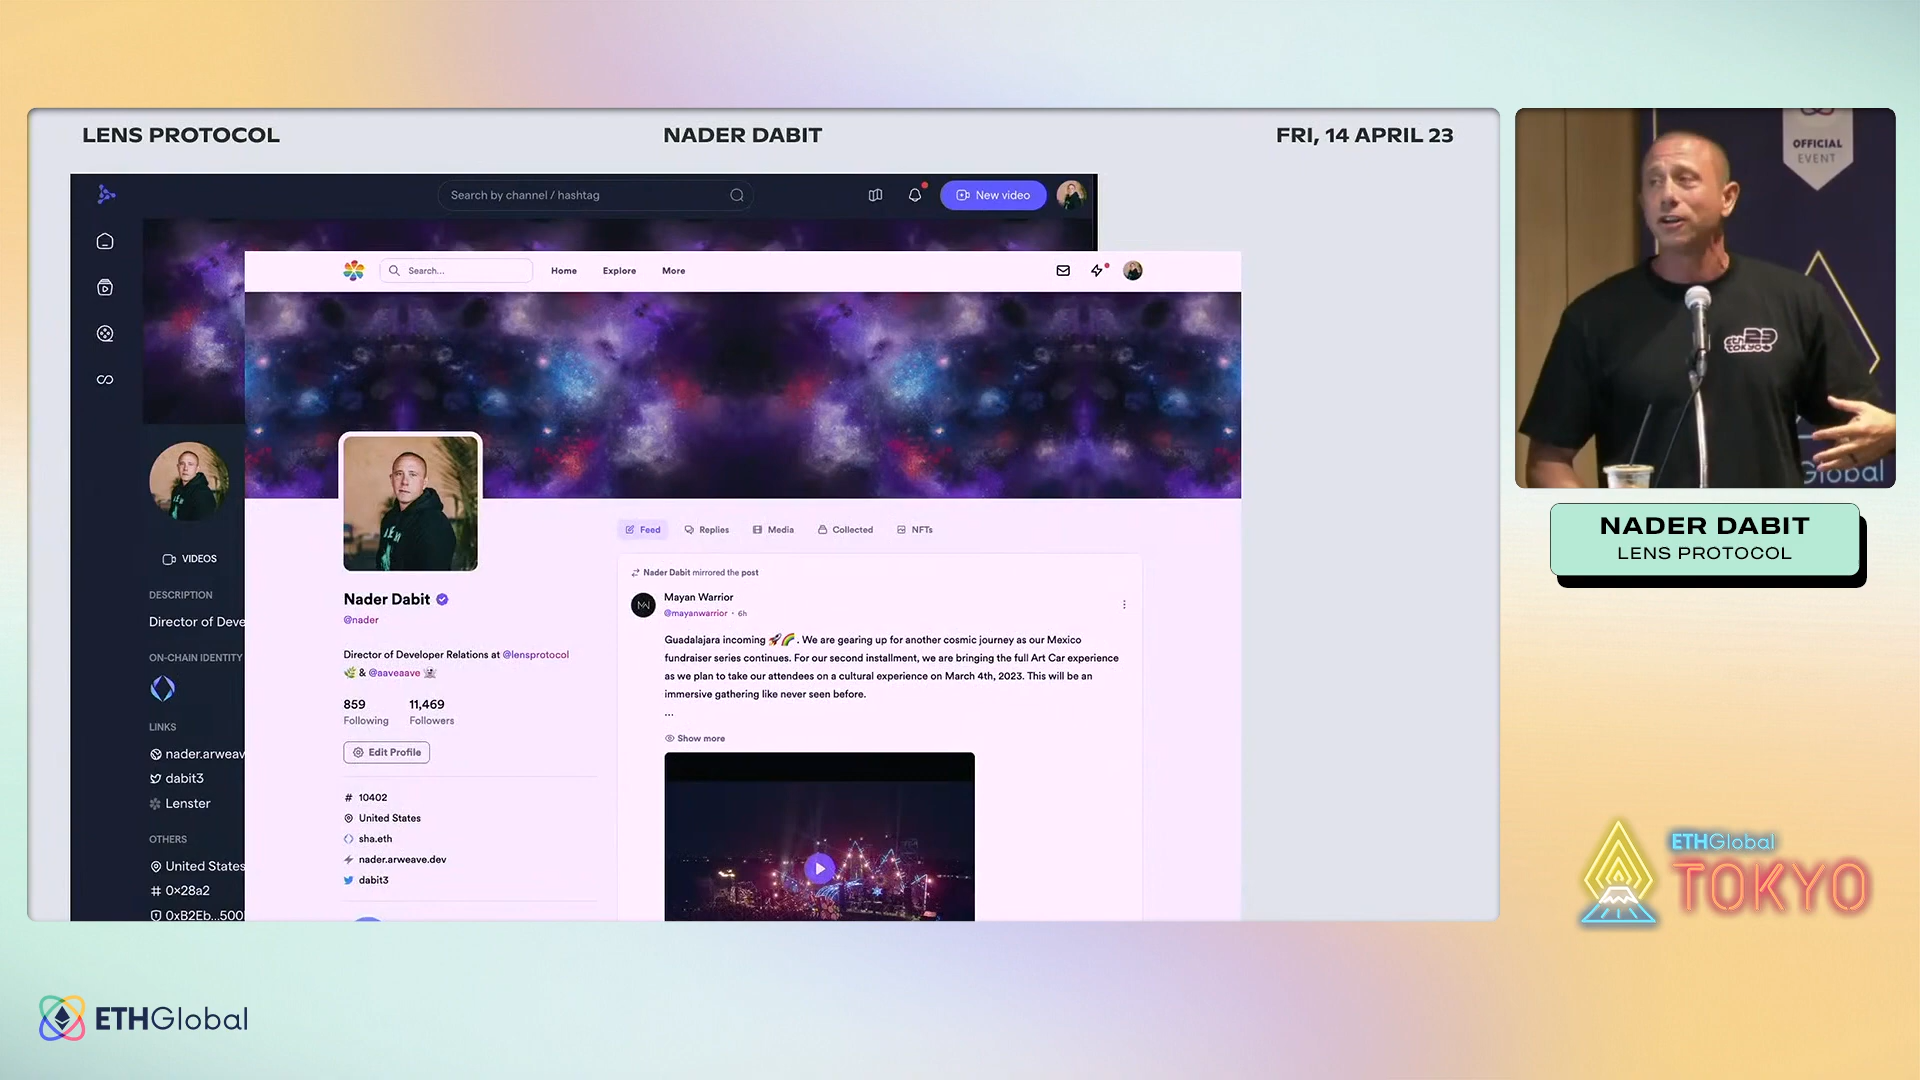 LENS PROTOCOL
NADER DABIT
FRI, 14 APRIL 23
Search by channel / hashtag
New video
VIDEOS
DESCRIPTION
Director of Deve
ON-CHAIN IDENTITY
LINKS
nader.arweav
dabit3
Lenster
OTHERS
United States
0x28a2
0xB2Eb...500
Search...
Home
Explore
More
Nader Dabit
@nader
Director of Developer Relations at @lensprotocol
& @aaveaave
859
Following
11,469
Followers
Edit Profile
# 10402
United States
sha.eth
nader.arweave.dev
dabit3
Feed
Replies
Media
Collected
NFTs
Nader Dabit mirrored the post
Mayan Warrior
@mayanwarrior · 6h
Guadalajara incoming 🚀🌈 . We are gearing up for another cosmic journey as our Mexico
fundraiser series continues. For our second installment, we are bringing the full Art Car experience
as we plan to take our attendees on a cultural experience on March 4th, 2023. This will be an
immersive gathering like never seen before.
...
Show more
OFFICIAL
EVENT
eth
23
tokyo
Global
NADER DABIT
LENS PROTOCOL
ETHGlobal
TOKYO
ETHGlobal